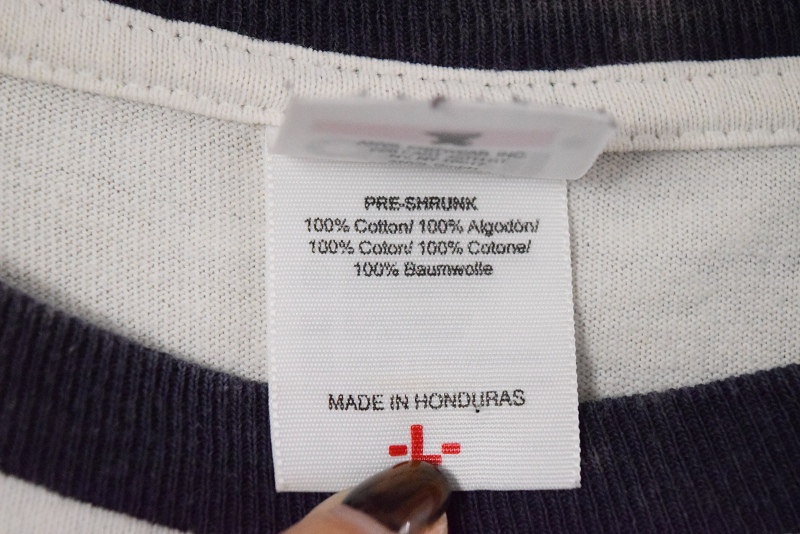 PRE-SHRUNK
100% Cotton/ 100% Algodón/
100% Coton/ 100% Cotone/
100% Baumwolle
MADE IN HONDURAS
-L-